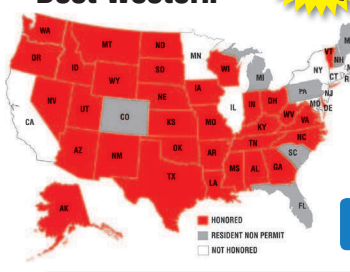 WA
MT
ND
MN
VT
M
OR
ID
SD
WI
NY
NH
WY
MI
CT
R
IA
PA
NJ
NV
NE
IL
IN
OH
MD
DE
UT
CO
WV
VA
CA
KS
MO
KY
NC
TN
AZ
NM
OK
AR
SC
MS
AL
GA
TX
LA
FL
AK
HONORED
RESIDENT NON PERMIT
NOT HONORED